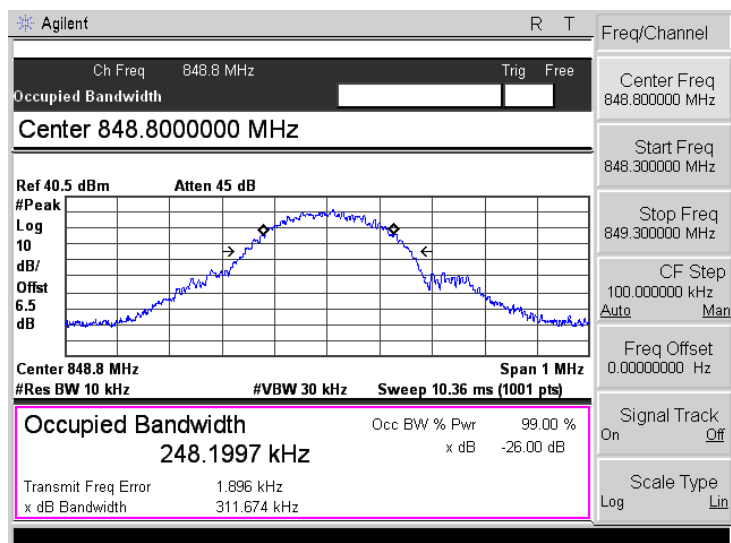 Agilent R T
Freq/Channel
Ch Freq 848.8 MHz Trig Free
Occupied Bandwidth
Center 848.8000000 MHz
Ref 40.5 dBm Atten 45 dB
#Peak
Log
10
dB/
Offst
6.5
dB
Center 848.8 MHz Span 1 MHz
#Res BW 10 kHz #VBW 30 kHz Sweep 10.36 ms (1001 pts)
Occupied Bandwidth Occ BW % Pwr 99.00 %
248.1997 kHz x dB -26.00 dB
Transmit Freq Error 1.896 kHz
x dB Bandwidth 311.674 kHz
Center Freq
848.800000 MHz
Start Freq
848.300000 MHz
Stop Freq
849.300000 MHz
CF Step
100.000000 kHz
Auto Man
Freq Offset
0.00000000 Hz
Signal Track
On Off
Scale Type
Log Lin